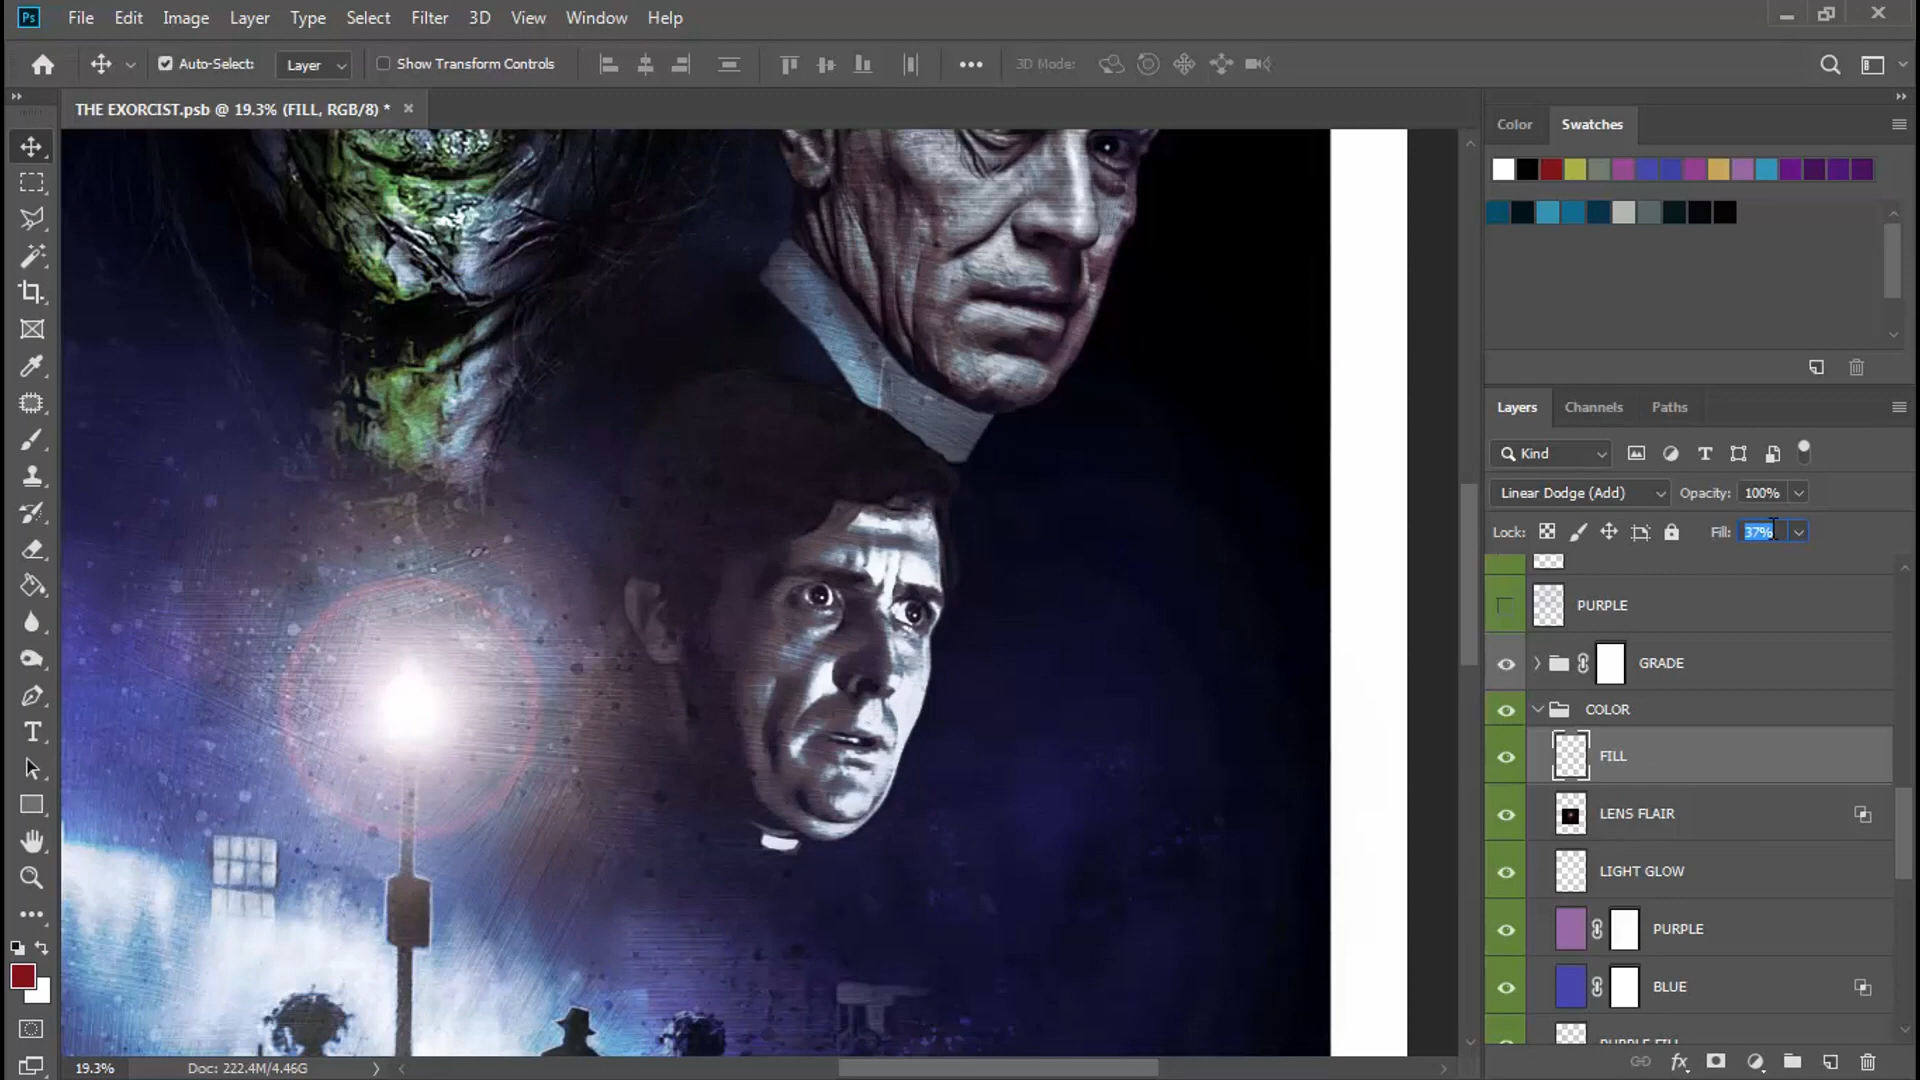 Ps File Edit Image Layer Select Filter 3D View Window Help
Auto-Select: Layer Show Transform Controls 3D Mode:
THE EXORCIST.psb @ 19.3% (FILL, RGB/8) *
Color Swatches
Layers Channels Paths
Kind
Linear Dodge (Add) Opacity: 100%
Lock: Fill: 37%
PURPLE
GRADE
COLOR
FILL
LENS FLAIR
LIGHT GLOW
PURPLE
BLUE
PURPLE FILL
19.3% Doc: 222.4M/4.46G
fx